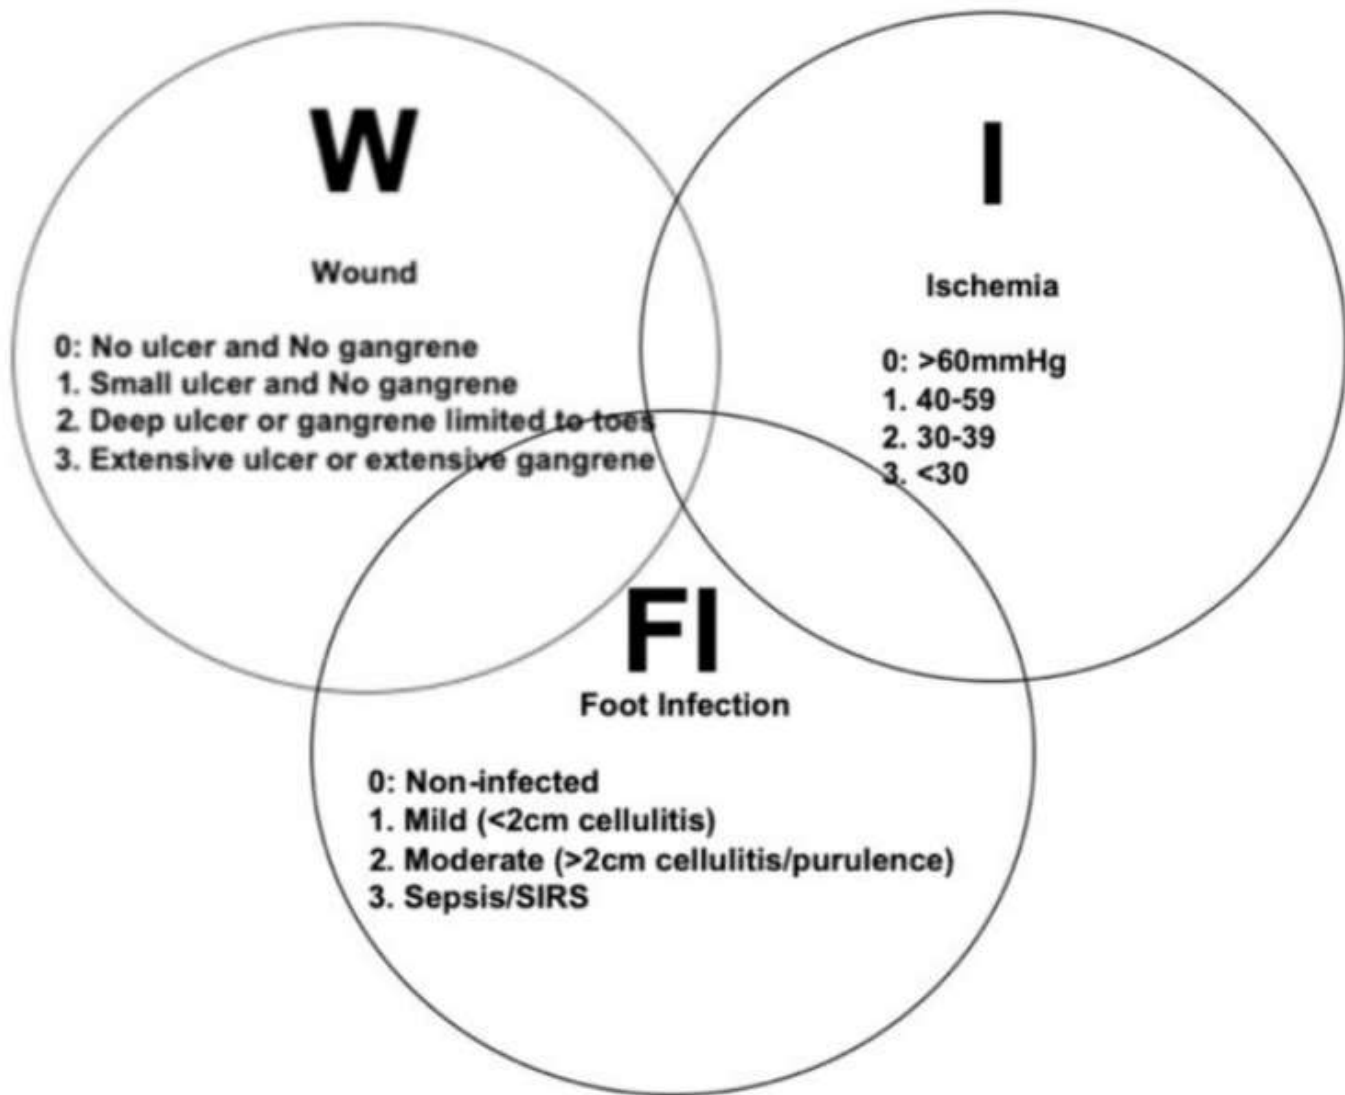 W
Wound
0: No ulcer and No gangrene
1. Small ulcer and No gangrene
2. Deep ulcer or gangrene limited to toes
3. Extensive ulcer or extensive gangrene
I
Ischemia
0: >60mmHg
1. 40-59
2. 30-39
3. <30
FI
Foot Infection
0: Non-infected
1. Mild (<2cm cellulitis)
2. Moderate (>2cm cellulitis/purulence)
3. Sepsis/SIRS